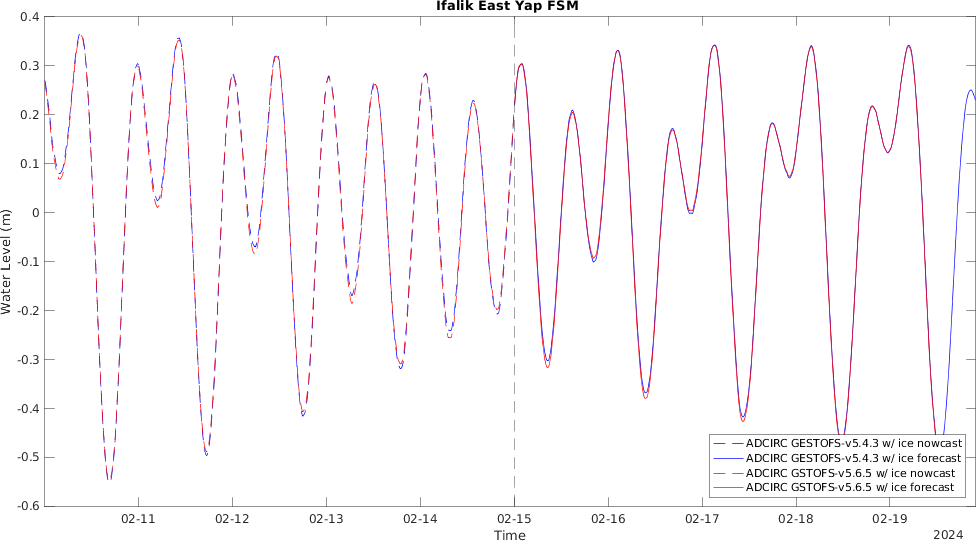 Ifalik East Yap FSM
0.4
0.3
0.2
0.1
0
-0.1
-0.2
-0.3
-0.4
-0.5
-0.6
Water Level (m)
ADCIRC GESTOFS-v5.4.3 w/ ice nowcast
ADCIRC GESTOFS-v5.4.3 w/ ice forecast
ADCIRC GSTOFS-v5.6.5 w/ ice nowcast
ADCIRC GSTOFS-v5.6.5 w/ ice forecast
02-11 02-12 02-13 02-14 02-15 02-16 02-17 02-18 02-19
Time
2024